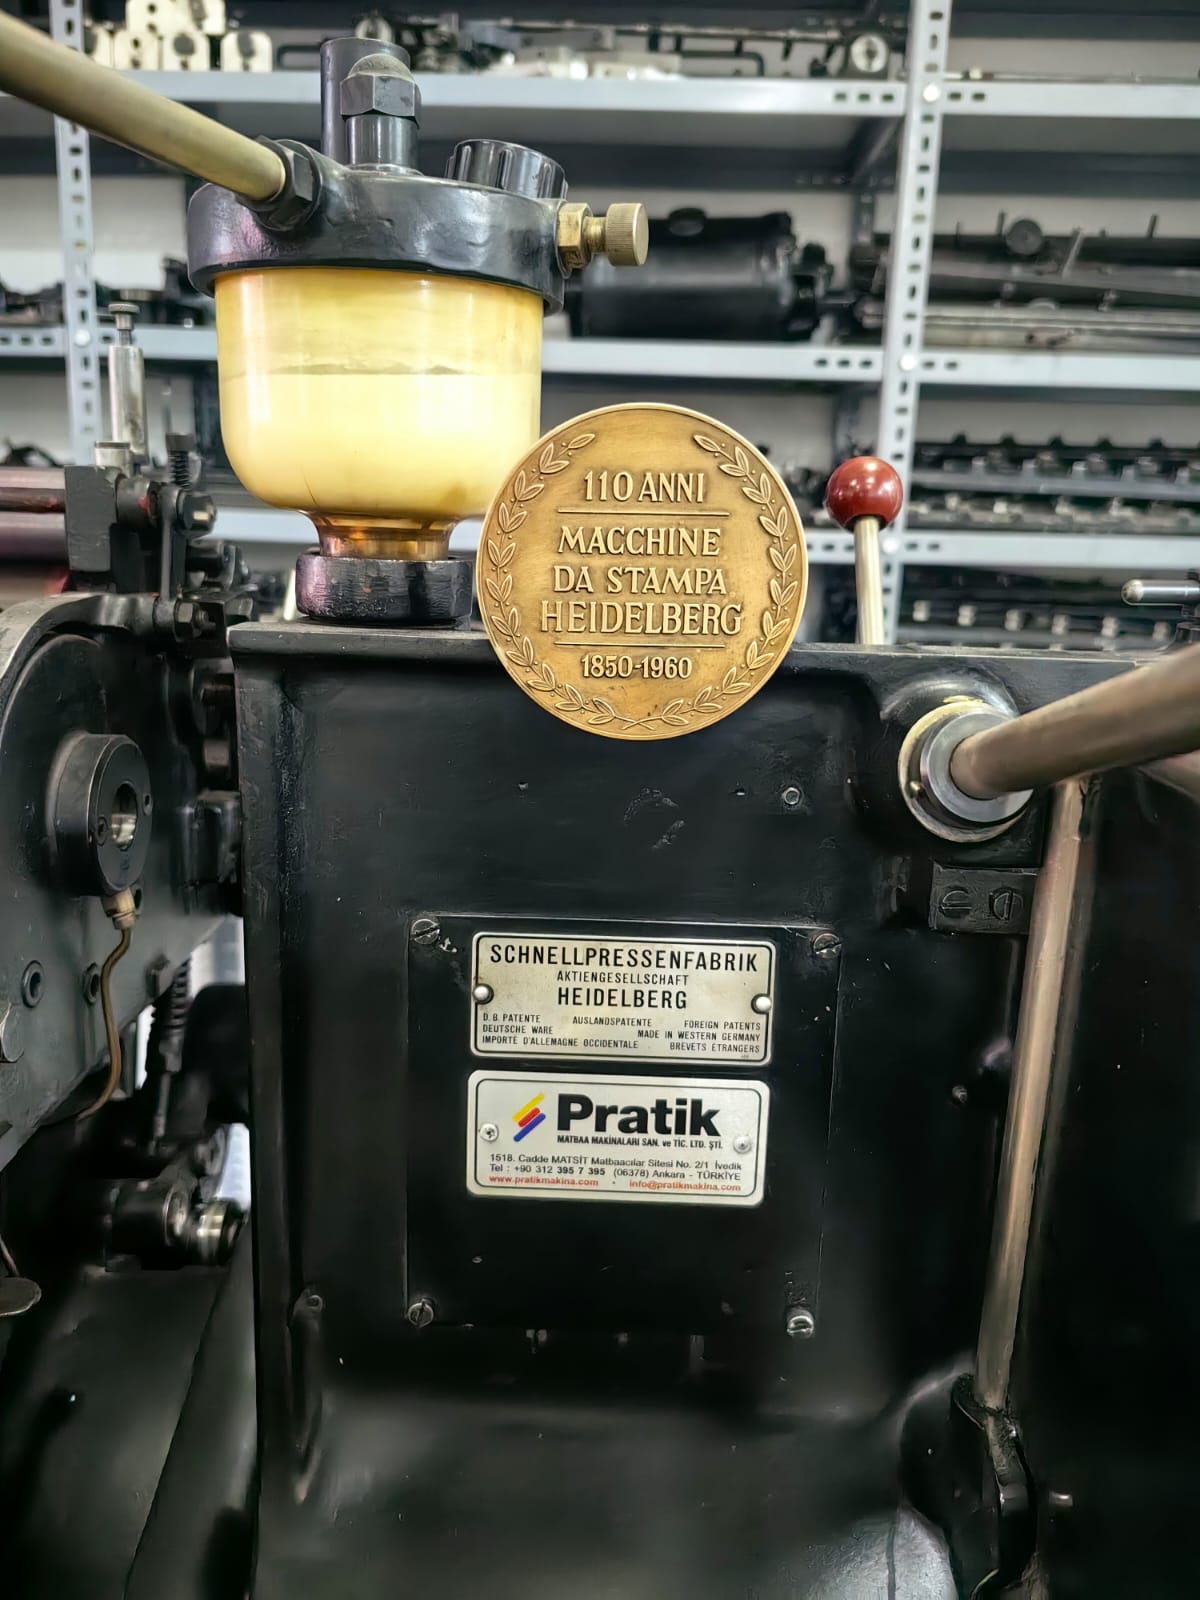 110 ANNI
MACCHINE
DA STAMPA
HEIDELBERG
1850-1960
SCHNELLPRESSENFABRIK
AKTIENGESELLSCHAFT
HEIDELBERG
D.B. PATENTE AUSLANDSPATENTE FOREIGN PATENTS
DEUTSCHE WARE MADE IN WESTERN GERMANY
IMPORTÉ D'ALLEMAGNE OCCIDENTALE BREVETS ÉTRANGERS
Pratik
MATBAA MAKİNALARI SAN. ve TİC. LTD. ŞTİ.
1518. Cadde MATSİT Matbaacılar Sitesi No. 2/1 İvedik
Tel : +90 312 395 7 395 (06378) Ankara - TÜRKİYE
www.pratikmakina.com • info@pratikmakina.com